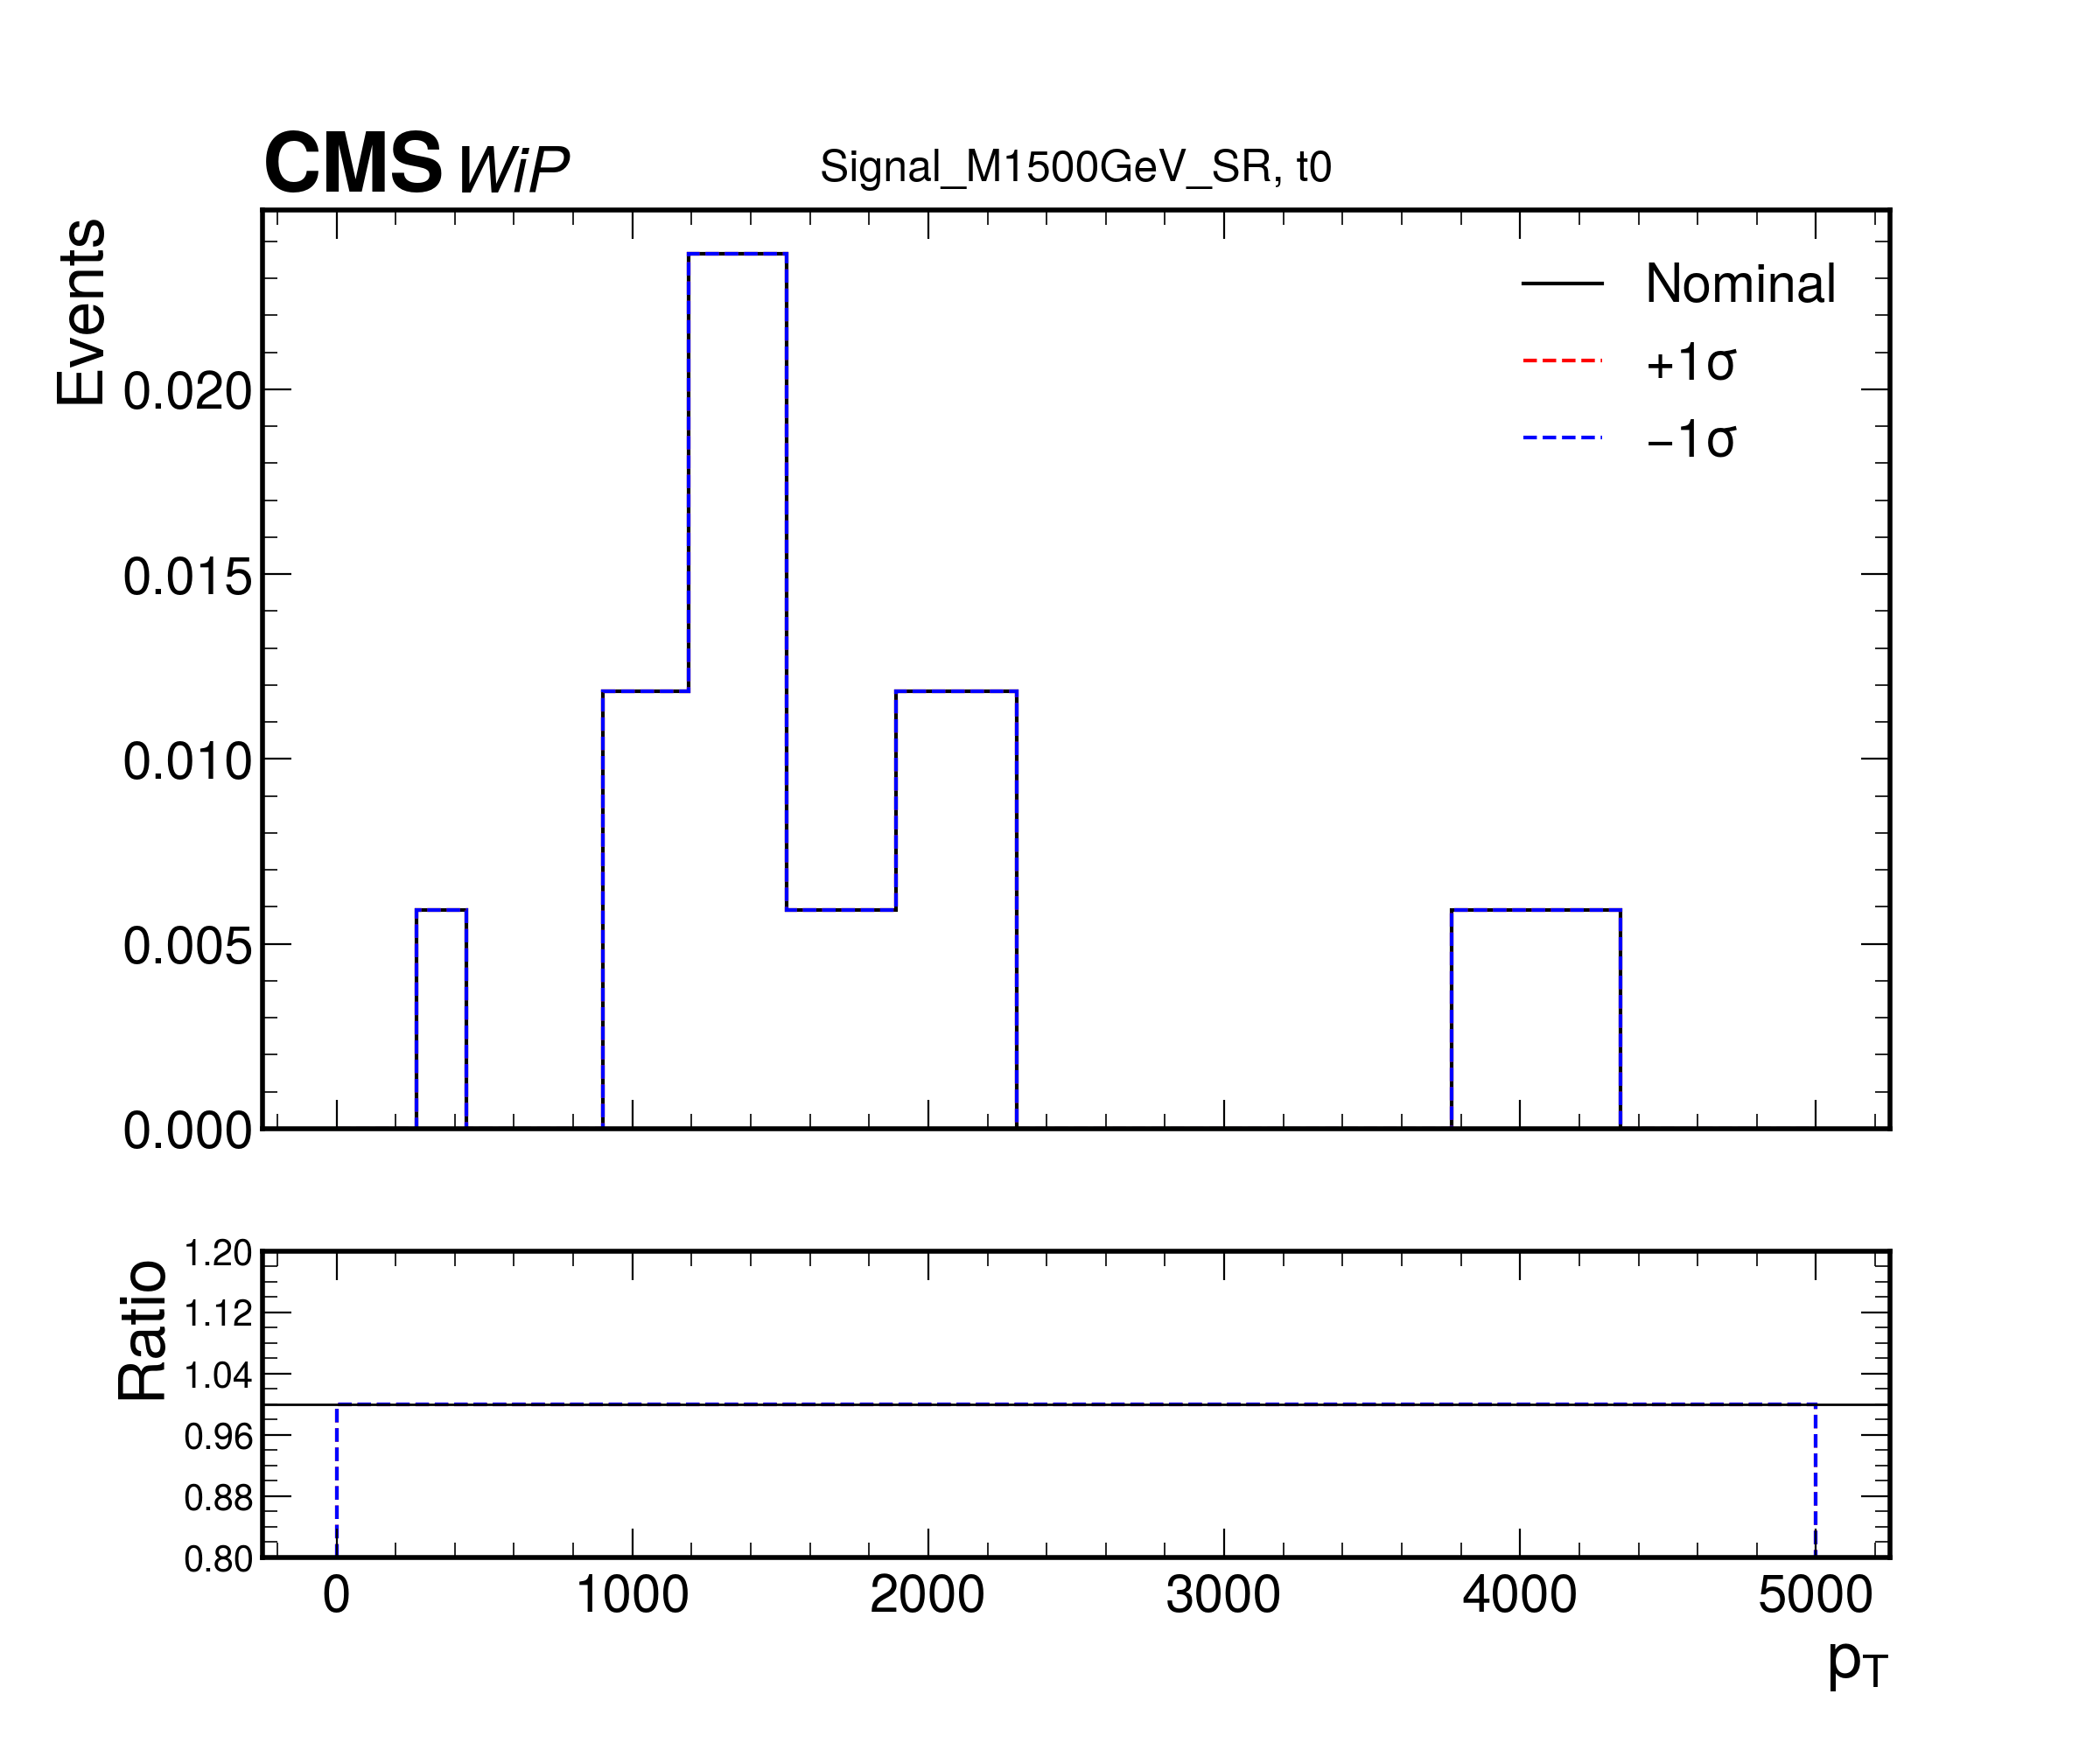 CMS WiP
Signal_M1500GeV_SR, t0
Events
0.020
0.015
0.010
0.005
0.000
Nominal
+1σ
−1σ
Ratio
1.20
1.12
1.04
0.96
0.88
0.80
0 1000 2000 3000 4000 5000
pT